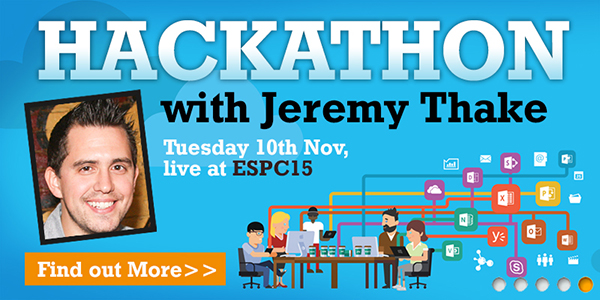 HACKATHON
with Jeremy Thake
Tuesday 10th Nov,
live at ESPC15
Find out More>>